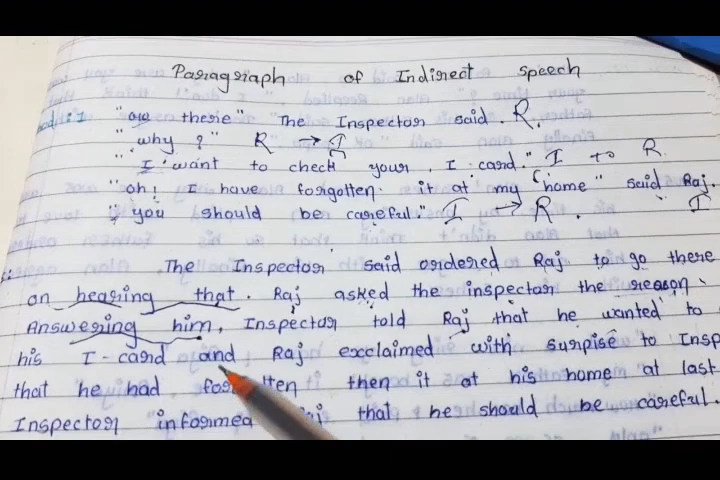 Paragraph of Indirect speech
"Go there" The Inspector said. R.
"why ?" R → I
"I want to check your I-card." I to R.
"oh! I have forgotten it at my home" said Raj.
"you should be careful." I → R. I
The Inspector said ordered Raj to go there
on hearing that. Raj asked the inspector the reason.
Answering him, Inspector told Raj that he wanted to
his I-card and Raj exclaimed with surpise to Insp
that he had then it at his home at last
Inspector informed that he should be careful.